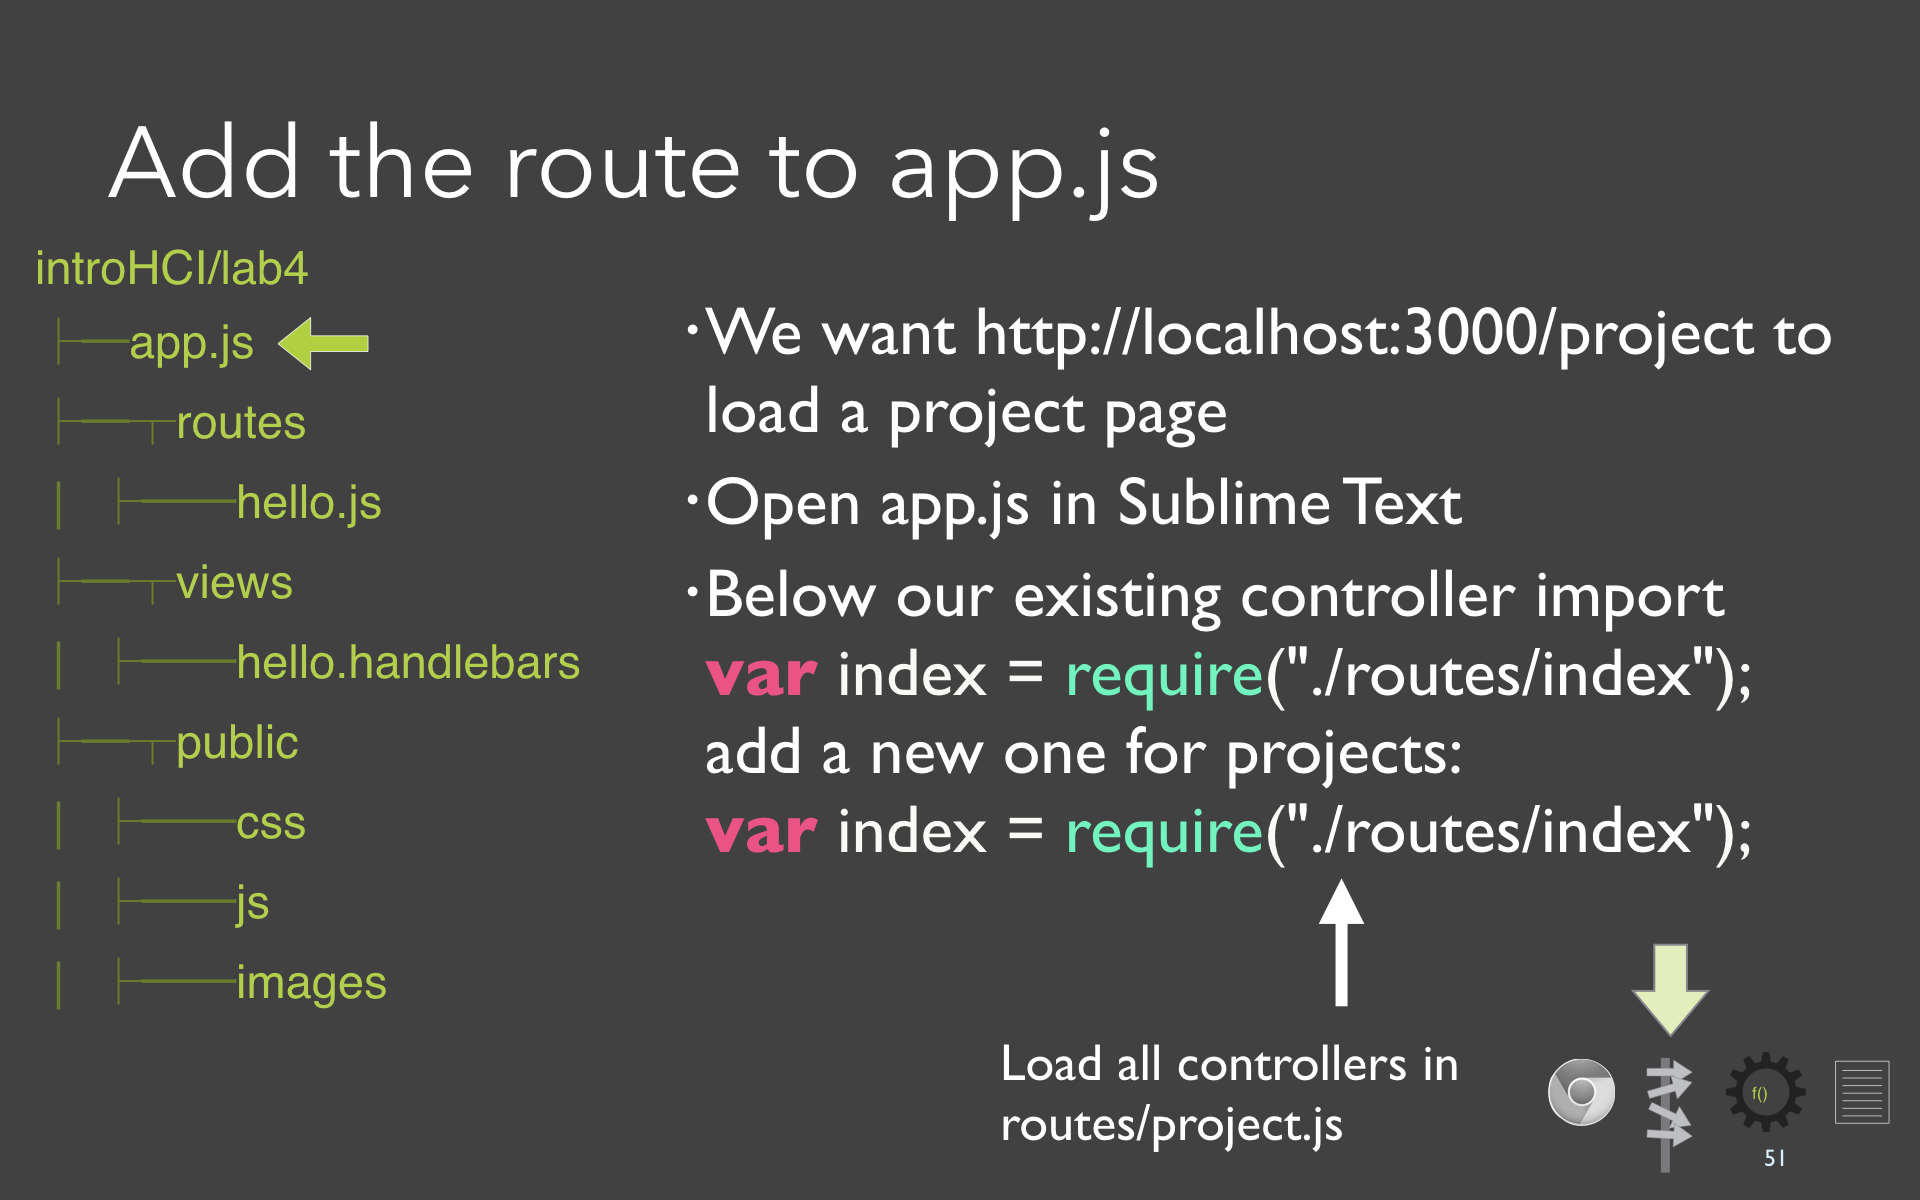 Add the route to app.js
introHCI/lab4
app.js
routes
hello.js
views
hello.handlebars
public
css
js
images
·We want http://localhost:3000/project to
load a project page
·Open app.js in Sublime Text
·Below our existing controller import
var index = require("./routes/index");
add a new one for projects:
var index = require("./routes/index");
Load all controllers in
routes/project.js
f()
51